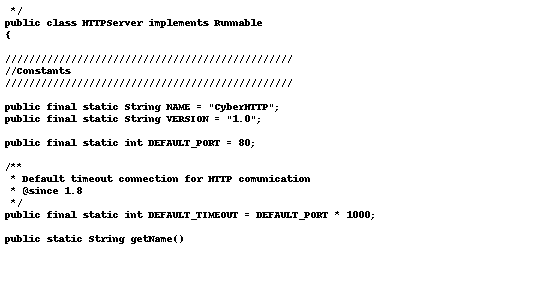 */
public class HTTPServer implements Runnable
{
////////////////////////////////////////////////
//Constants
////////////////////////////////////////////////
public final static String NAME = "CyberHTTP";
public final static String VERSION = "1.0";
public final static int DEFAULT_PORT = 80;
/**
 * Default timeout connection for HTTP comunication
 * @since 1.8
 */
public final static int DEFAULT_TIMEOUT = DEFAULT_PORT * 1000;
public static String getName()